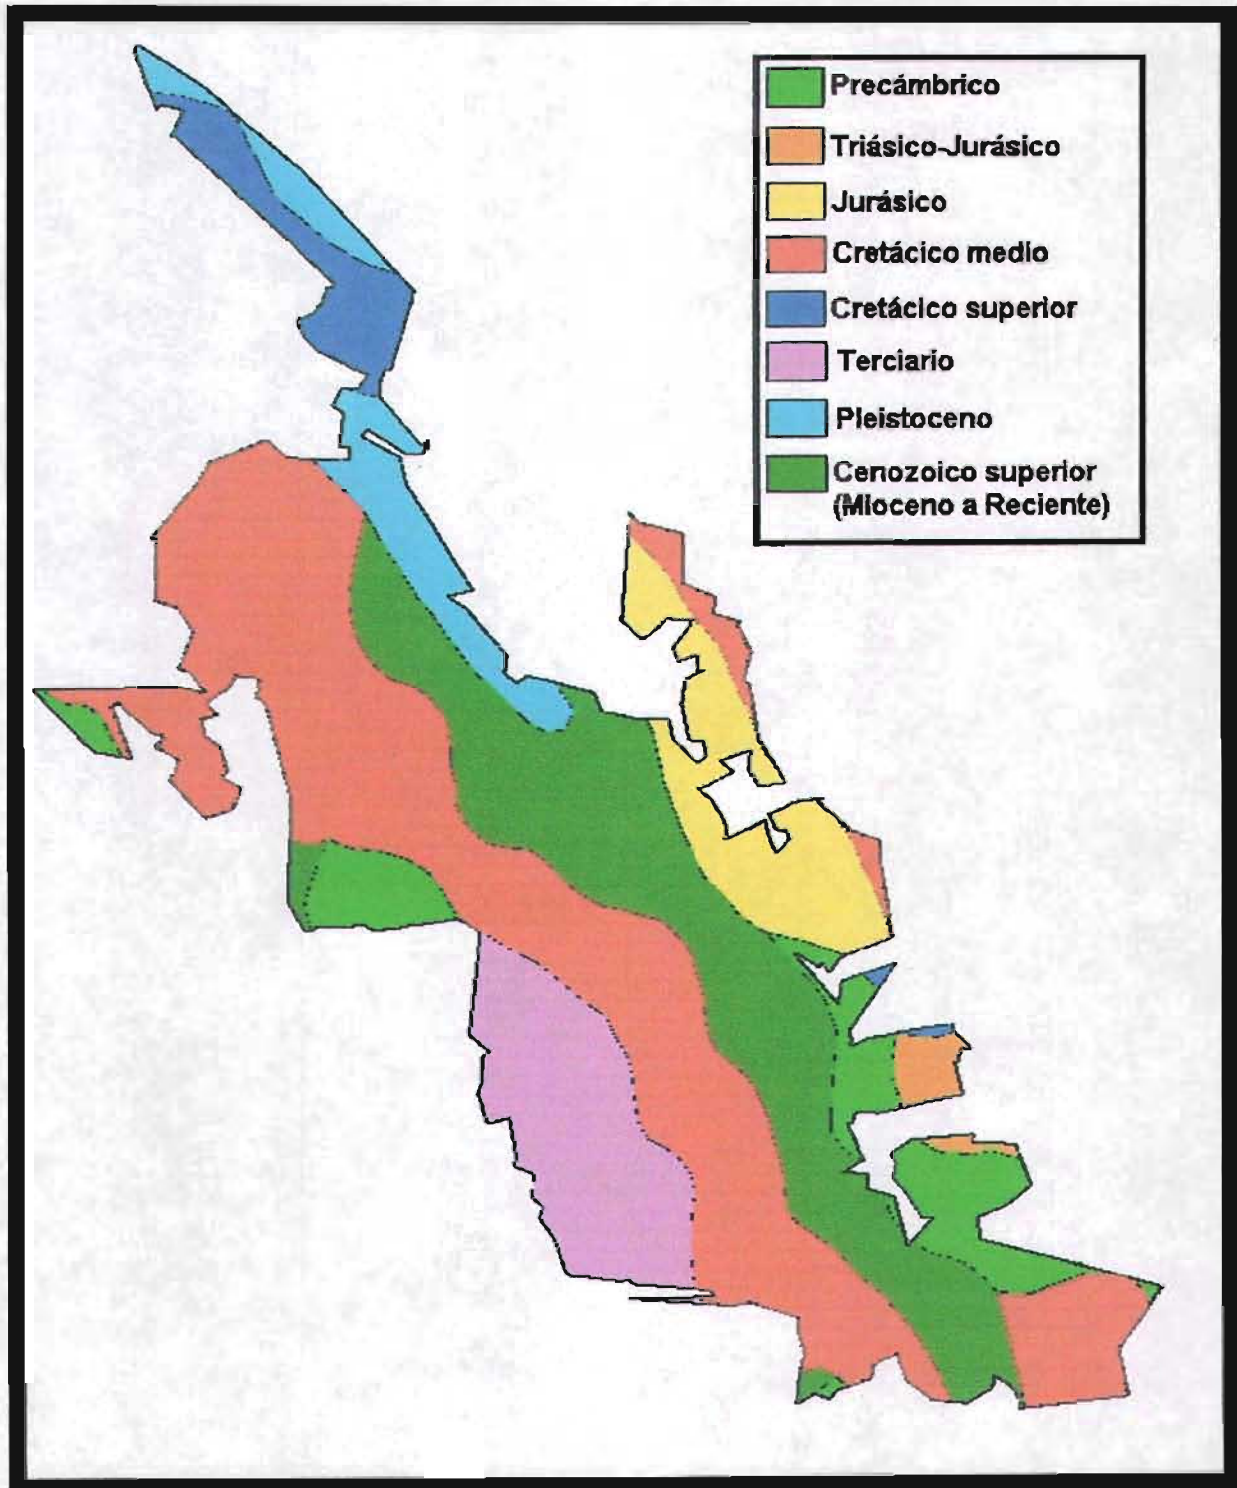 Precámbrico
Triásico-Jurásico
Jurásico
Cretácico medio
Cretácico superior
Terciario
Pleistoceno
Cenozoico superior
(Mioceno a Reciente)